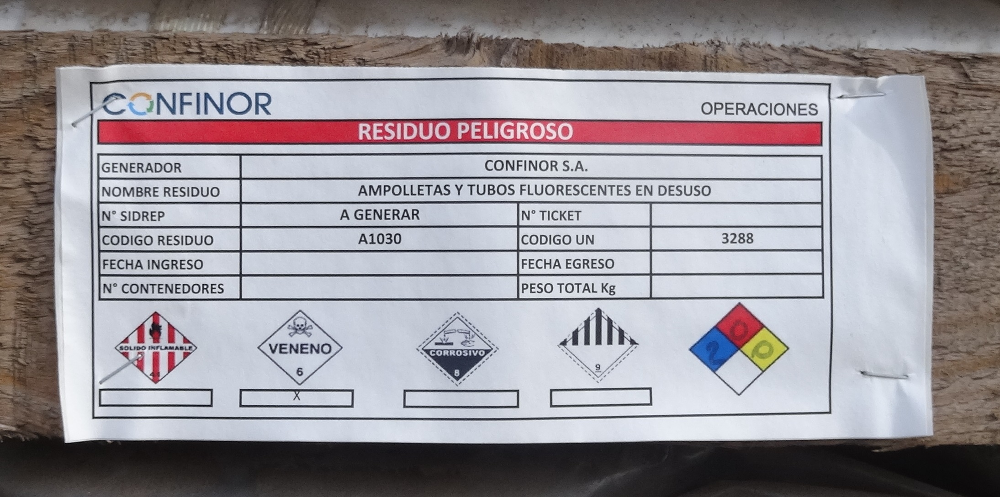 CONFINOR
OPERACIONES
RESIDUO PELIGROSO
GENERADOR CONFINOR S.A.
NOMBRE RESIDUO AMPOLLETAS Y TUBOS FLUORESCENTES EN DESUSO
N° SIDREP A GENERAR N° TICKET
CODIGO RESIDUO A1030 CODIGO UN 3288
FECHA INGRESO FECHA EGRESO
N° CONTENEDORES PESO TOTAL Kg
SOLIDO INFLAMABLE
VENENO
6
CORROSIVO
8
9
0
2 0
X